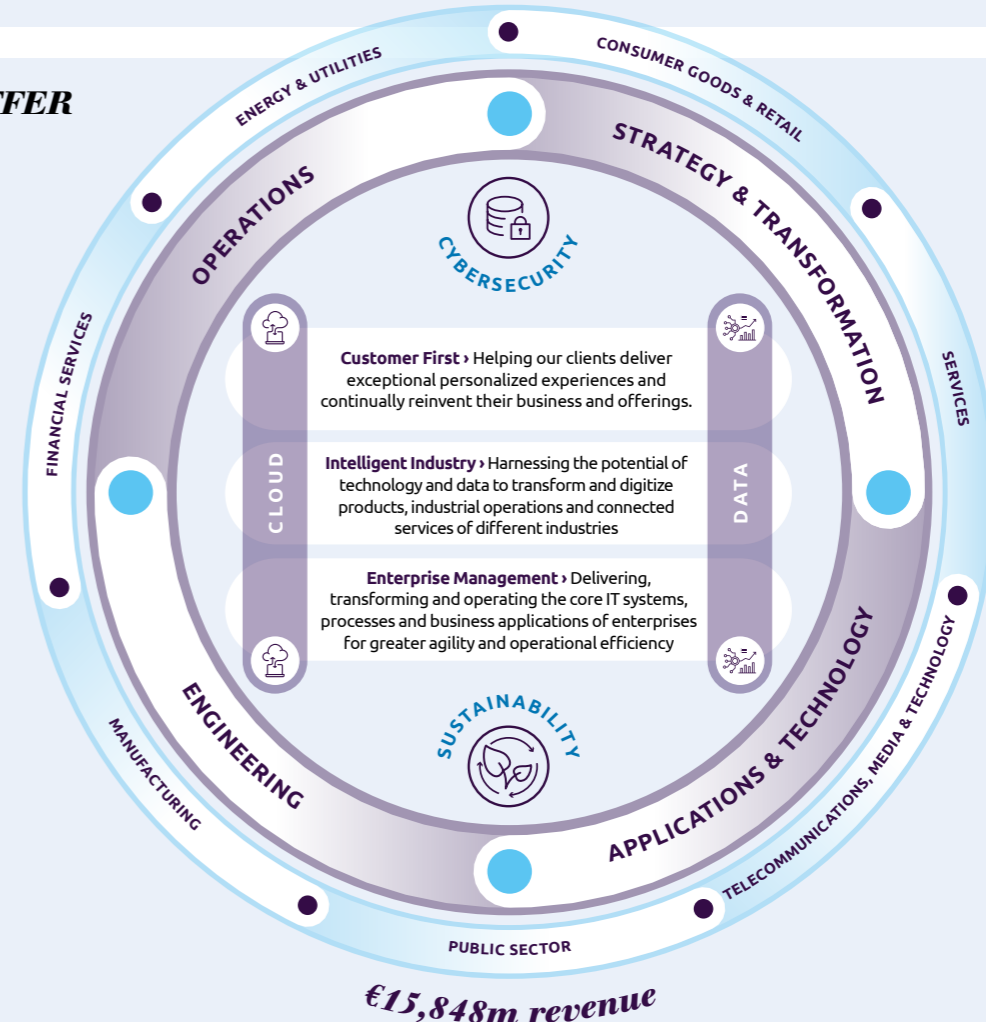 ENERGY & UTILITIES
CONSUMER GOODS & RETAIL
SERVICES
TELECOMMUNICATIONS, MEDIA & TECHNOLOGY
PUBLIC SECTOR
MANUFACTURING
FINANCIAL SERVICES
OPERATIONS
STRATEGY & TRANSFORMATION
APPLICATIONS & TECHNOLOGY
ENGINEERING
CYBERSECURITY
CLOUD
DATA
Customer First › Helping our clients deliver
exceptional personalized experiences and
continually reinvent their business and offerings.
Intelligent Industry › Harnessing the potential of
technology and data to transform and digitize
products, industrial operations and connected
services of different industries
Enterprise Management › Delivering,
transforming and operating the core IT systems,
processes and business applications of enterprises
for greater agility and operational efficiency
SUSTAINABILITY
€15,848m revenue